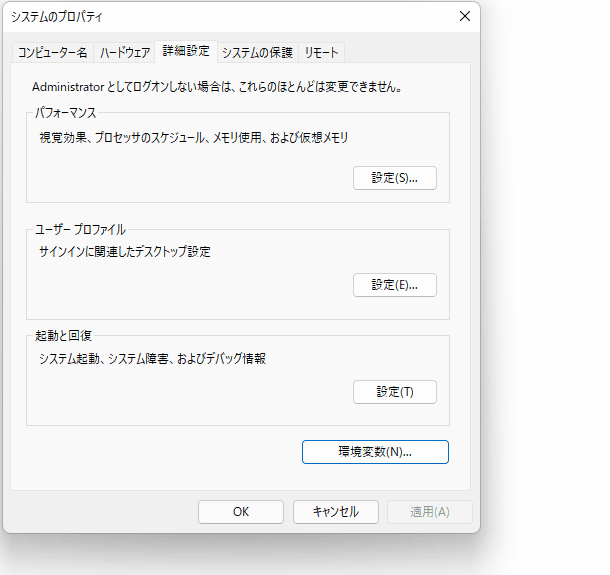 システムのプロパティ
コンピューター名 ハードウェア 詳細設定 システムの保護 リモート
Administrator としてログオンしない場合は、これらのほとんどは変更できません。
パフォーマンス
視覚効果、プロセッサのスケジュール、メモリ使用、および仮想メモリ
設定(S)...
ユーザー プロファイル
サインインに関連したデスクトップ設定
設定(E)...
起動と回復
システム起動、システム障害、およびデバッグ情報
設定(T)
環境変数(N)...
OK キャンセル 適用(A)